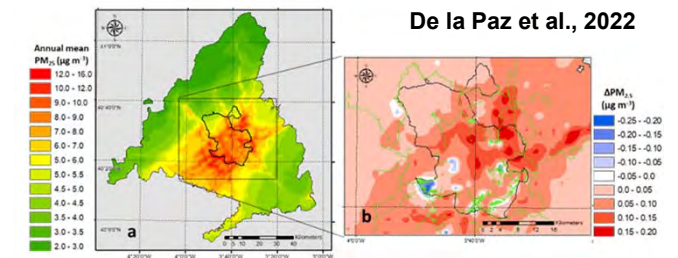 De la Paz et al., 2022
Annual mean
PM2.5 (µg m-3)
12.0 - 16.0
10.0 - 12.0
9.0 - 10.0
8.0 - 9.0
7.0 - 8.0
6.0 - 7.0
5.0 - 6.0
5.0 - 5.5
4.5 - 5.0
4.0 - 4.5
3.5 - 4.0
3.0 - 3.5
2.0 - 3.0
a
Kilometers
ΔPM2.5
(µg m-3)
-0.25 - -0.20
-0.20 - -0.15
-0.15 - -0.10
-0.10 - -0.05
-0.05 - 0.0
0.0 - 0.05
0.05 - 0.10
0.10 - 0.15
0.15 - 0.20
b
Kilometers